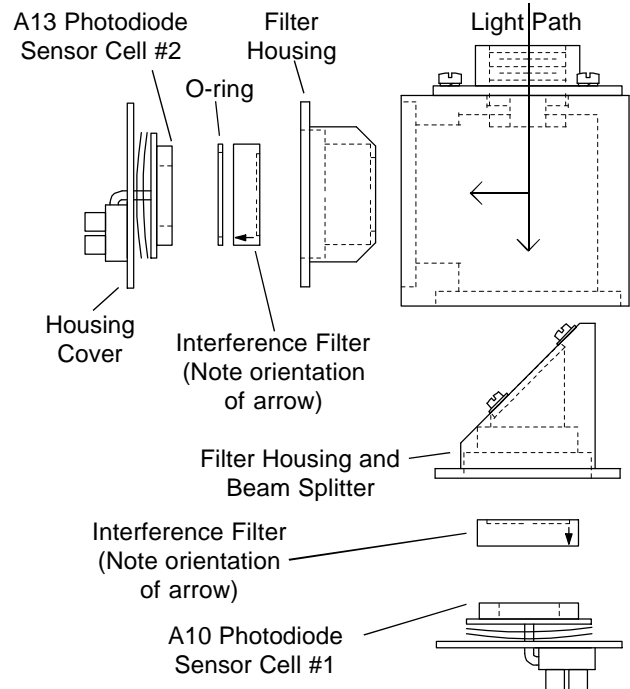 A13 Photodiode
Sensor Cell #2
Filter
Housing
Light Path
O-ring
Housing
Cover
Interference Filter
(Note orientation
of arrow)
Filter Housing and
Beam Splitter
Interference Filter
(Note orientation
of arrow)
A10 Photodiode
Sensor Cell #1